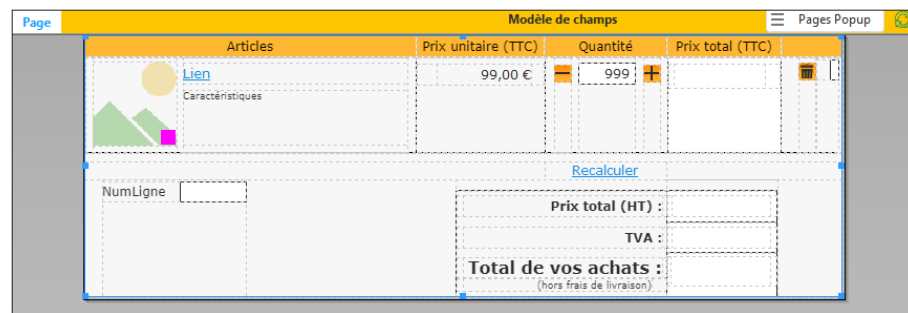 Page
Modèle de champs
Pages Popup
Articles
Prix unitaire (TTC)
Quantité
Prix total (TTC)
Lien
99,00 €
999
Caractéristiques
Recalculer
NumLigne
Prix total (HT) :
TVA :
Total de vos achats :
(hors frais de livraison)